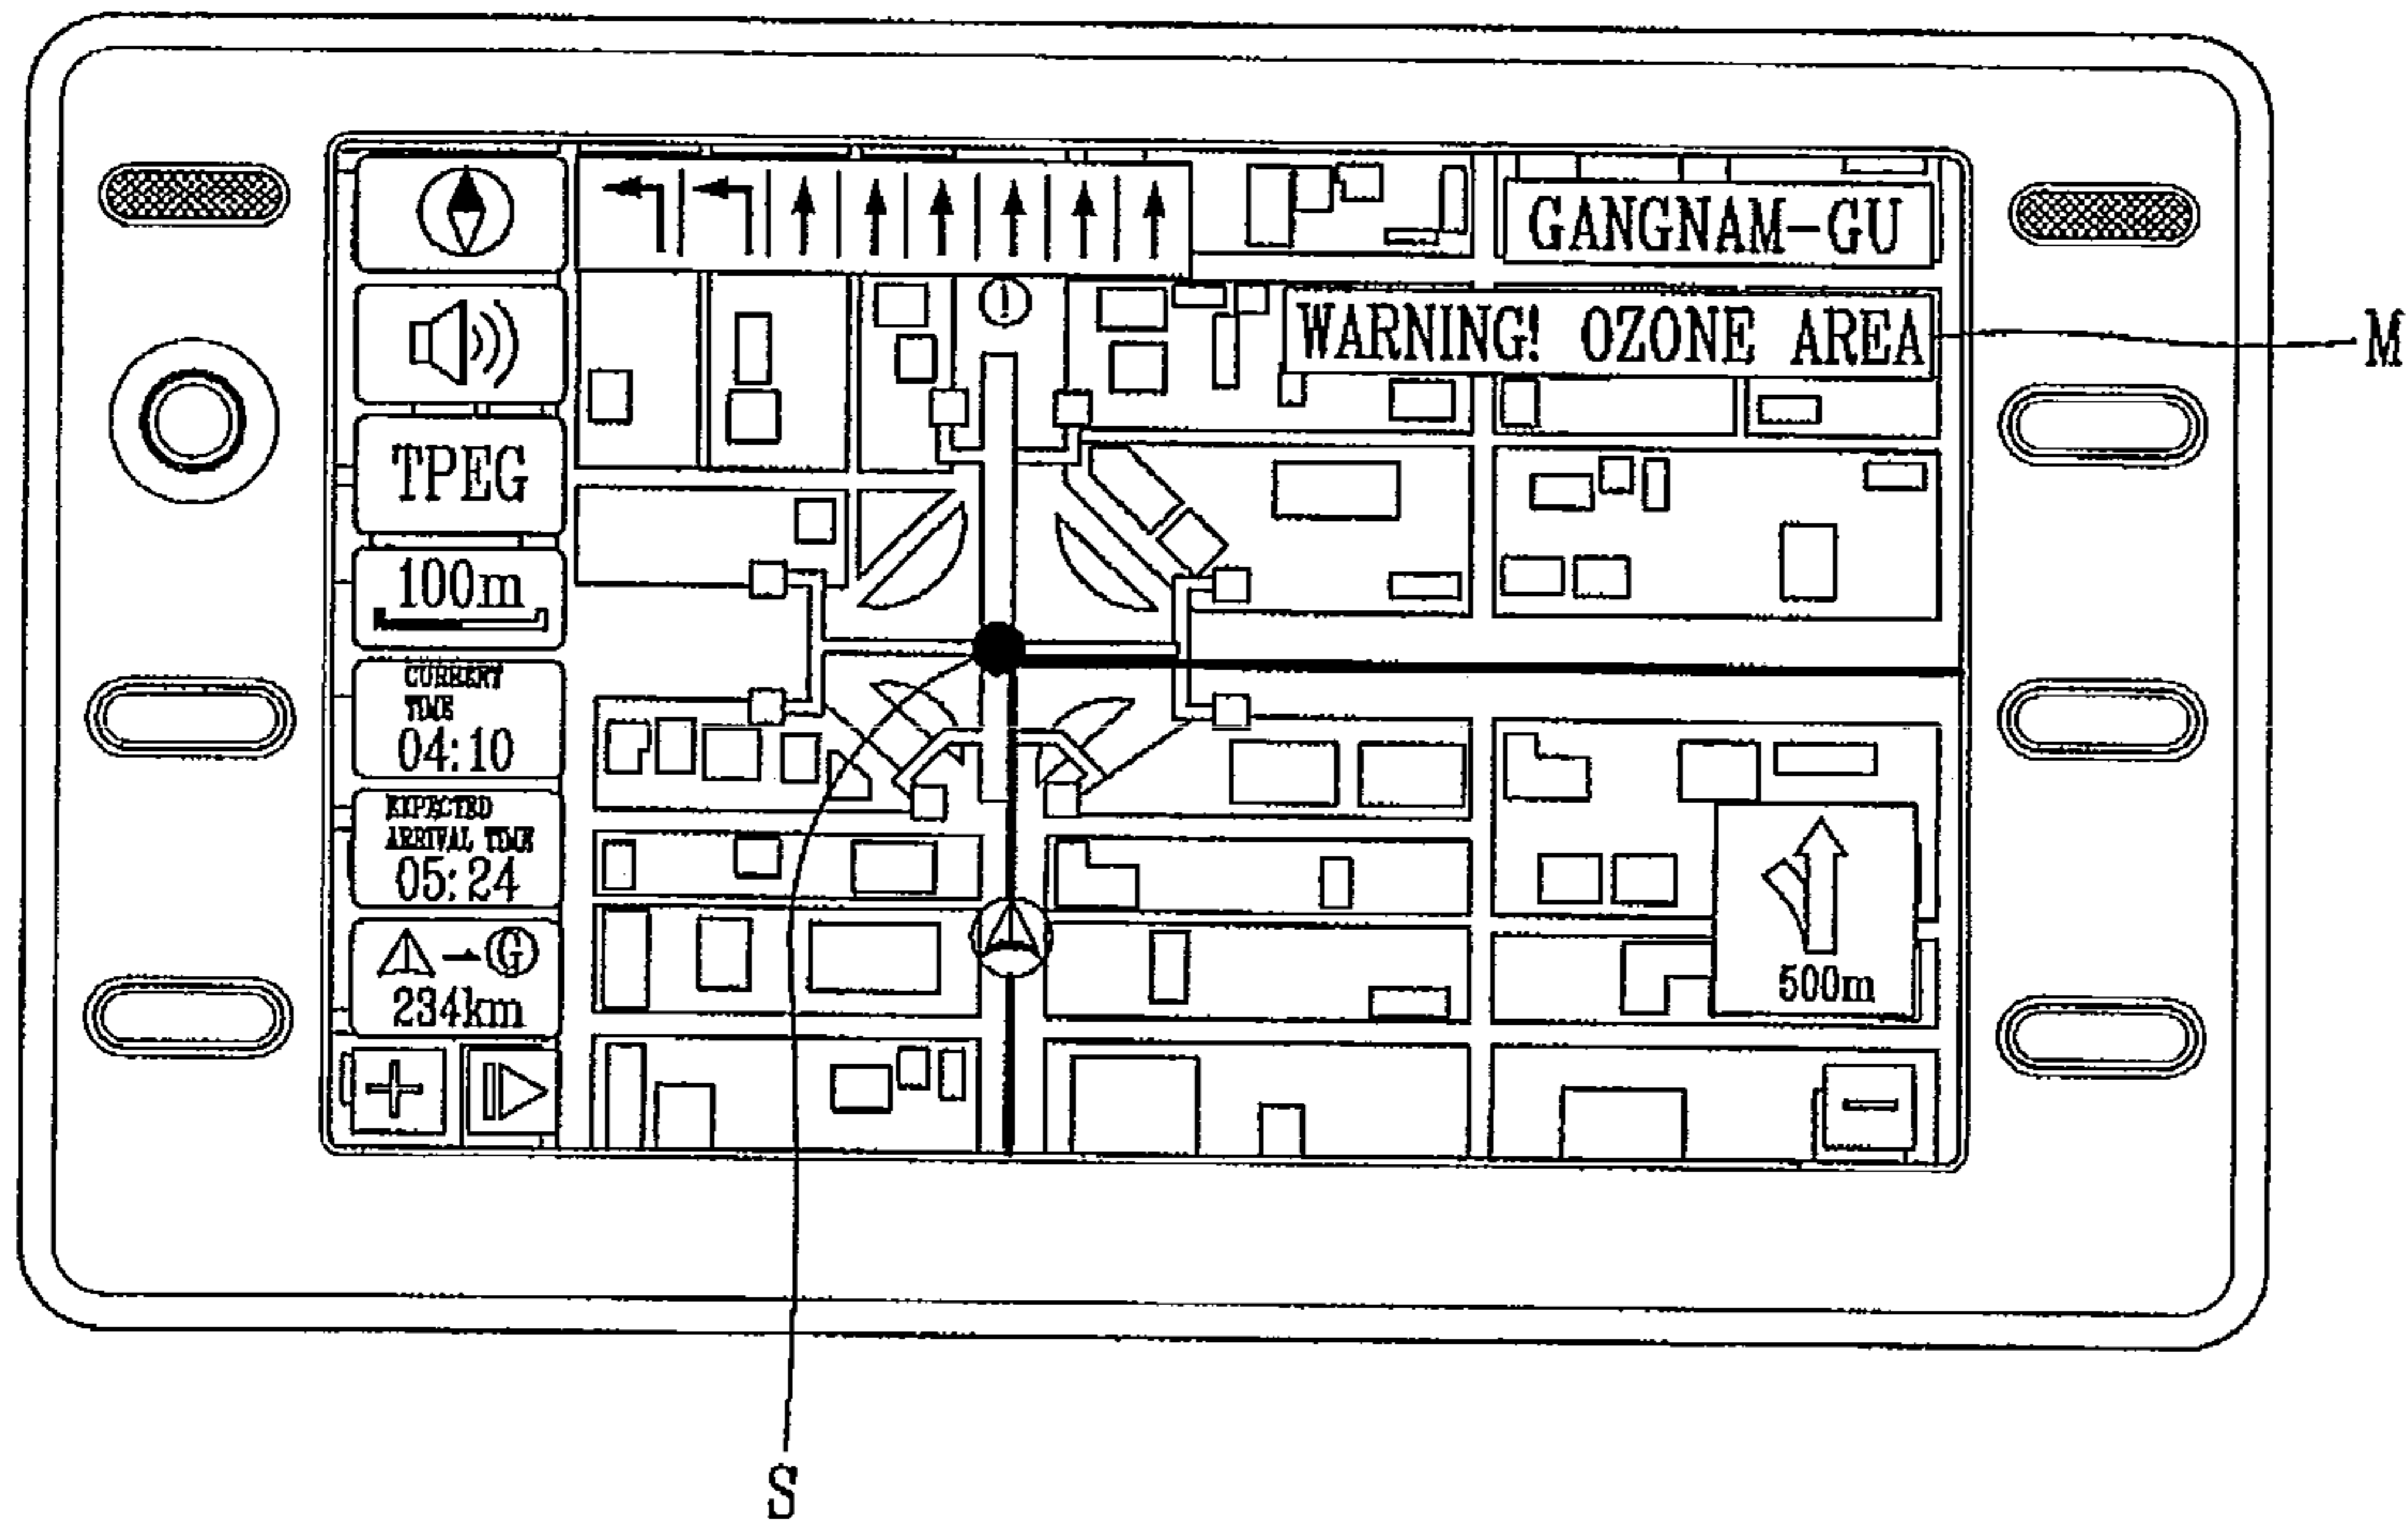 GANGNAM-GU
WARNING! OZONE AREA
M
TPEG
100m
CURRENT
TIME
04:10
EXPECTED
ARRIVAL TIME
05:24
G
234km
500m
S